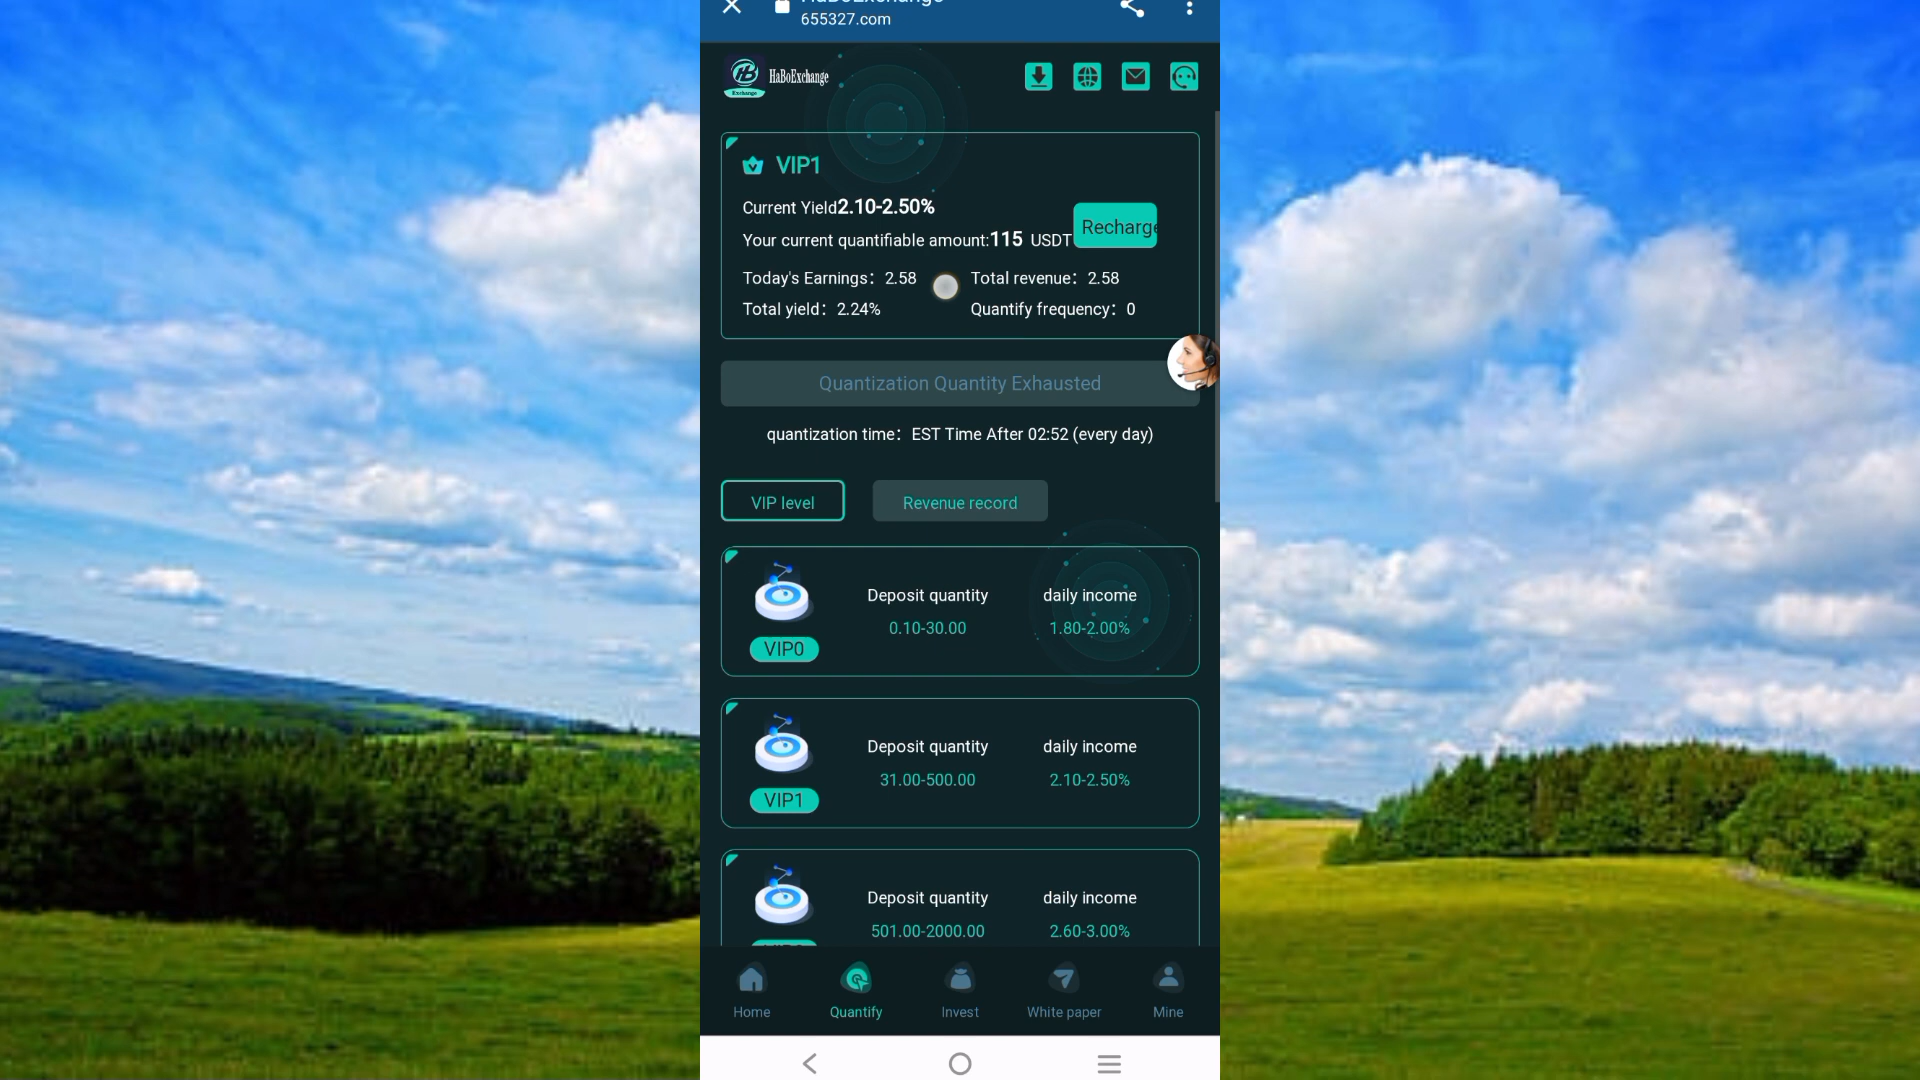 655327.com
HaBoExchange
Exchange
VIP1
Current Yield2.10-2.50%
Your current quantifiable amount:115 USDT
Recharge
Today's Earnings：2.58
Total revenue：2.58
Total yield：2.24%
Quantify frequency：0
Quantization Quantity Exhausted
quantization time：EST Time After 02:52 (every day)
VIP level
Revenue record
Deposit quantity
daily income
0.10-30.00
1.80-2.00%
VIP0
Deposit quantity
daily income
31.00-500.00
2.10-2.50%
VIP1
Deposit quantity
daily income
501.00-2000.00
2.60-3.00%
Home
Quantify
Invest
White paper
Mine